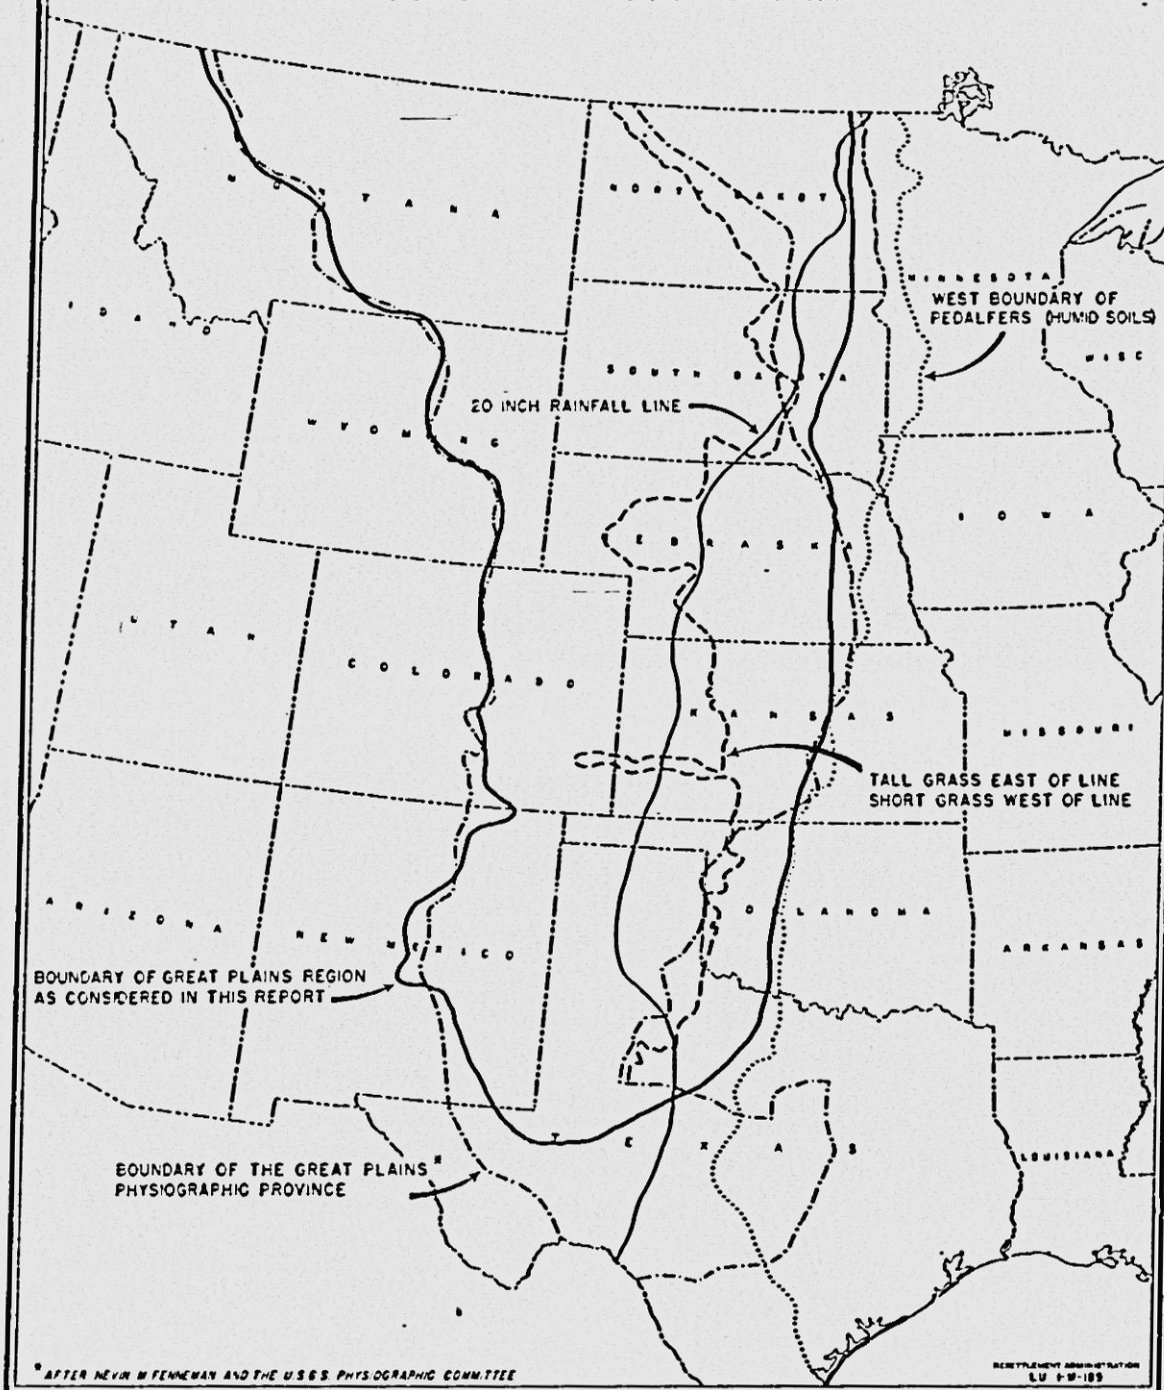 MONTANA
NORTH DAKOTA
MINNESOTA
WEST BOUNDARY OF
PEDALFERS (HUMID SOILS)
IDAHO
WISC
SOUTH DAKOTA
20 INCH RAINFALL LINE
WYOMING
IOWA
NEBRASKA
UTAH
COLORADO
KANSAS
MISSOURI
TALL GRASS EAST OF LINE
SHORT GRASS WEST OF LINE
ARIZONA
NEW MEXICO
OKLAHOMA
ARKANSAS
BOUNDARY OF GREAT PLAINS REGION
AS CONSIDERED IN THIS REPORT
TEXAS
LOUISIANA
BOUNDARY OF THE GREAT PLAINS*
PHYSIOGRAPHIC PROVINCE
* AFTER NEVIN M FENNEMAN AND THE U S G S. PHYSIOGRAPHIC COMMITTEE
RESETTLEMENT ADMINISTRATION
LU 1-W-189